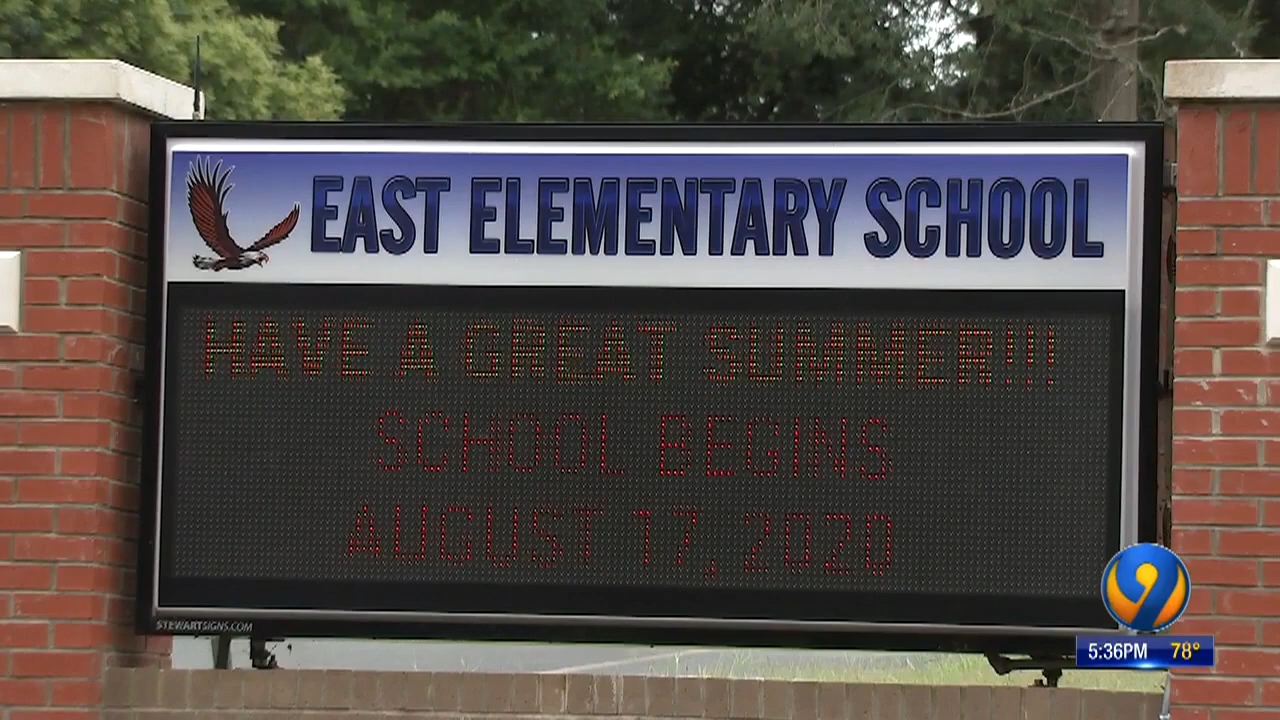 EAST ELEMENTARY SCHOOL
HAVE A GREAT SUMMER!!!
SCHOOL BEGINS
AUGUST 17, 2020
STEWARTSIGNS.COM
9
5:36PM 78°